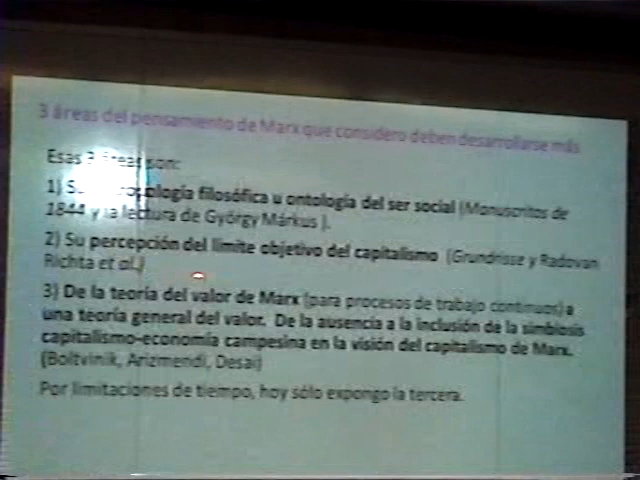 3 áreas del pensamiento de Marx que considero deben desarrollarse más
Esas 3 áreas son:
1) Su antropología filosófica u ontología del ser social (Manuscritos de
1844 y la lectura de György Márkus ).
2) Su percepción del límite objetivo del capitalismo (Grundrisse y Radovan
Richta et al.)
3) De la teoría del valor de Marx (para procesos de trabajo continuos) a
una teoría general del valor. De la ausencia a la inclusión de la simbiosis
capitalismo-economía campesina en la visión del capitalismo de Marx.
(Boltvinik, Arizmendi, Desai)
Por limitaciones de tiempo, hoy sólo expongo la tercera.